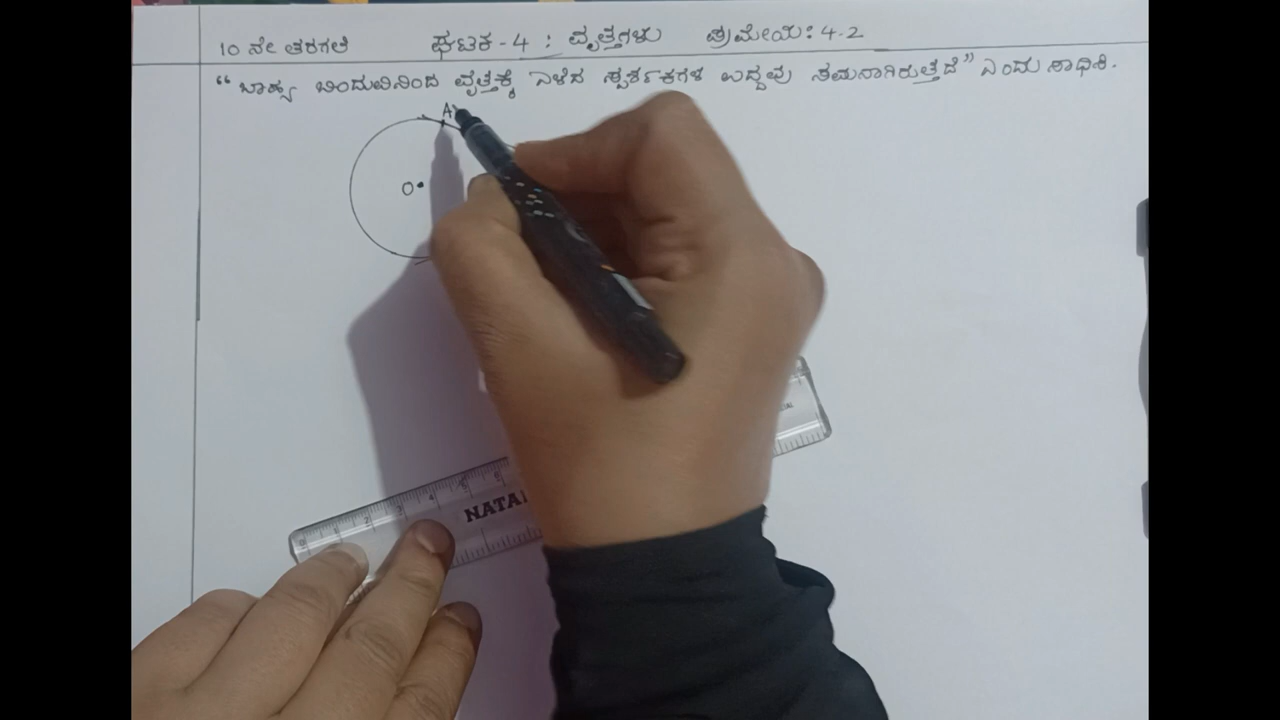 10 ನೇ ತರಗತಿ ಘಟಕ - 4 : ವೃತ್ತಗಳು ಪ್ರಮೇಯ: 4.2
“ ಬಾಹ್ಯ ಬಿಂದುವಿನಿಂದ ವೃತ್ತಕ್ಕೆ ಎಳೆದ ಸ್ಪರ್ಶಕಗಳ ಉದ್ದವು ಸಮನಾಗಿರುತ್ತದೆ ” ಎಂದು ಸಾಧಿಸಿ.
A
O
NATA